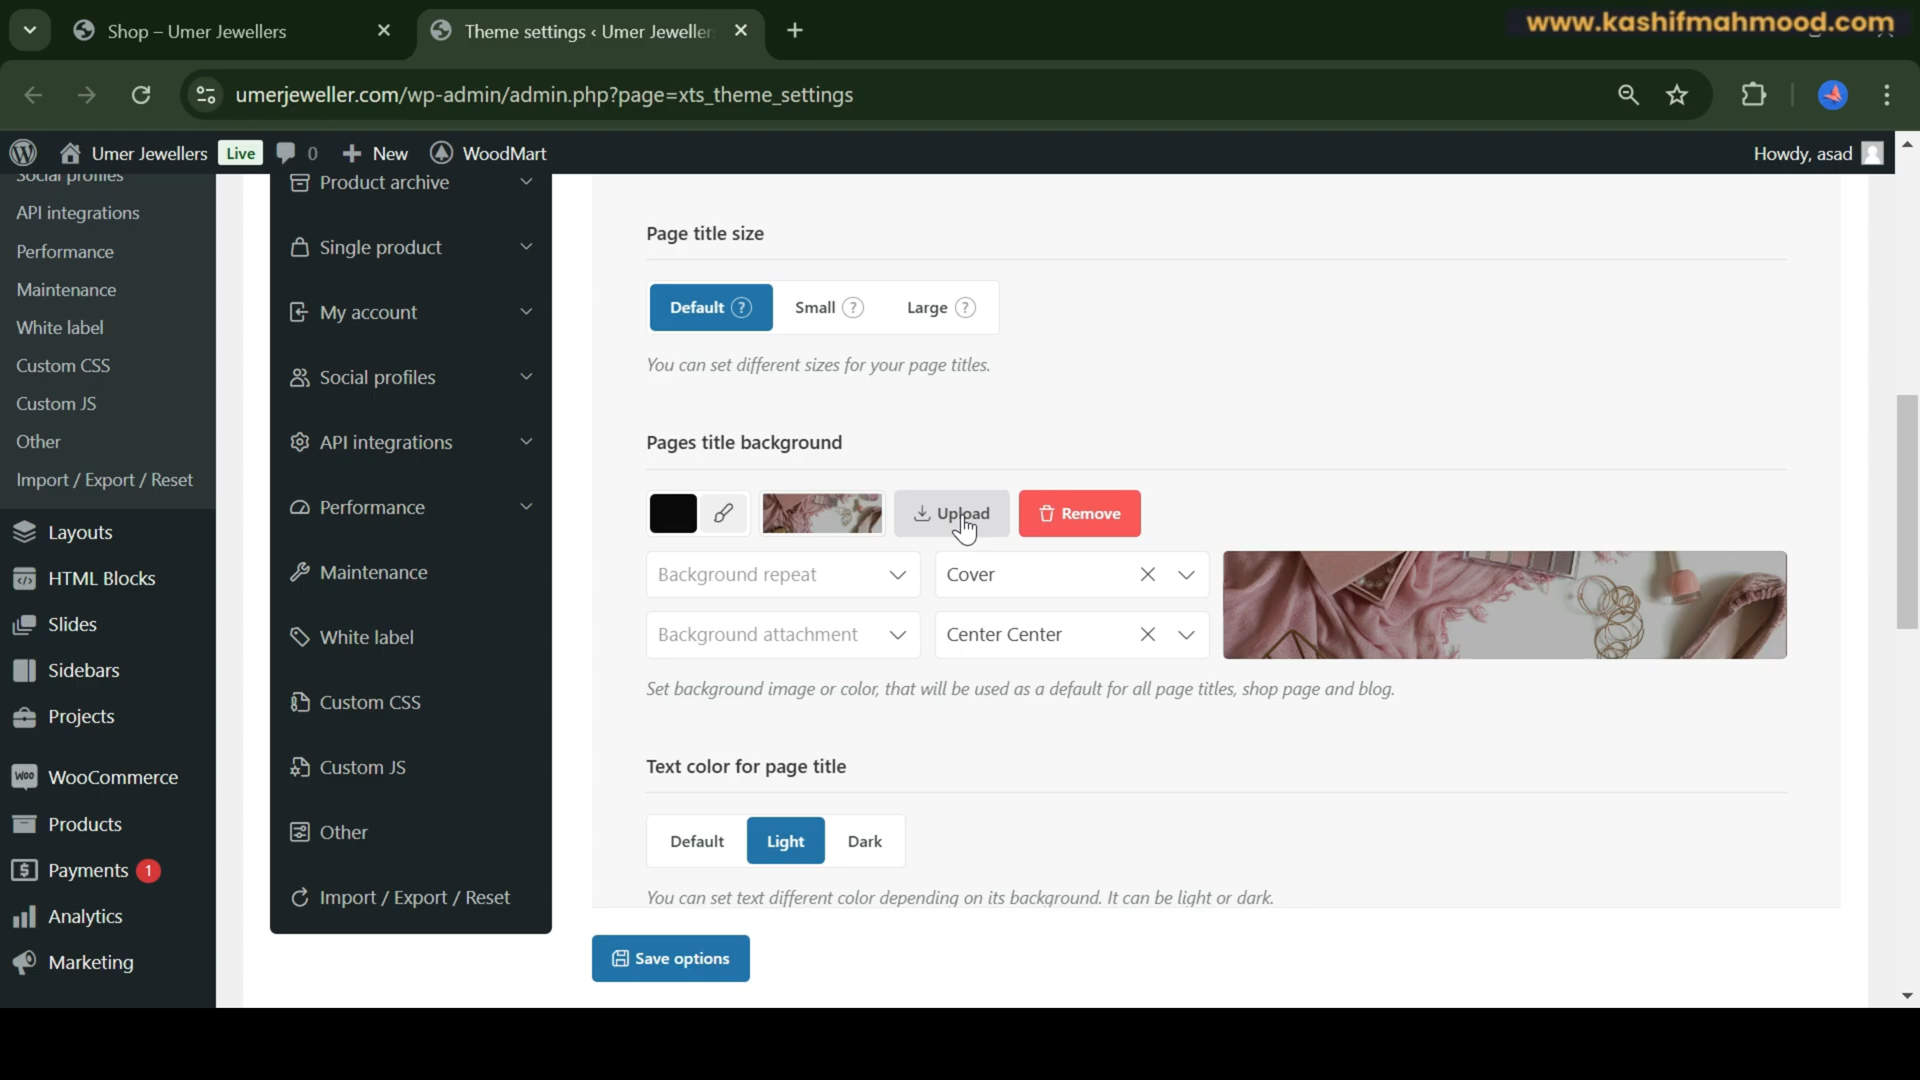 Shop – Umer Jewellers
Theme settings ‹ Umer Jeweller
www.kashifmahmood.com
umerjeweller.com/wp-admin/admin.php?page=xts_theme_settings
Umer Jewellers Live 0 New WoodMart
Howdy, asad
Social profiles
API integrations
Performance
Maintenance
White label
Custom CSS
Custom JS
Other
Import / Export / Reset
Layouts
HTML Blocks
Slides
Sidebars
Projects
Woo WooCommerce
Products
Payments 1
Analytics
Marketing
Product archive
Single product
My account
Social profiles
API integrations
Performance
Maintenance
White label
Custom CSS
Custom JS
Other
Import / Export / Reset
Page title size
Default ? Small ? Large ?
You can set different sizes for your page titles.
Pages title background
Upload Remove
Background repeat Cover
Background attachment Center Center
Set background image or color, that will be used as a default for all page titles, shop page and blog.
Text color for page title
Default Light Dark
You can set text different color depending on its background. It can be light or dark.
Save options